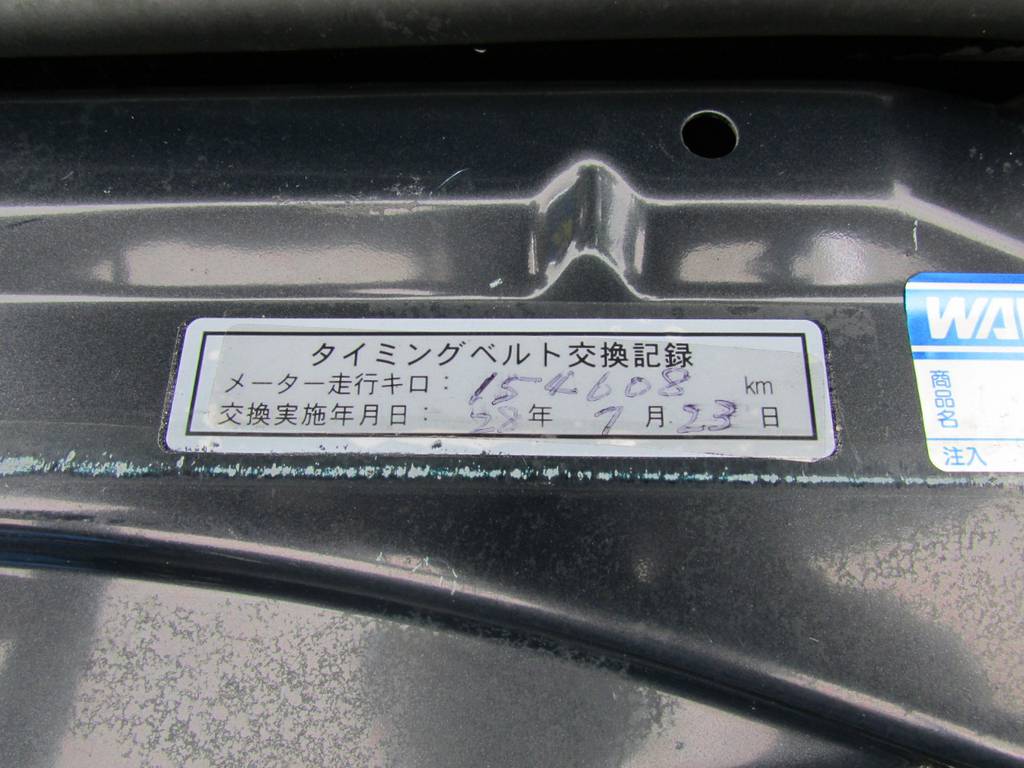 タイミングベルト交換記録
メーター走行キロ： 154608 km
交換実施年月日： 28年 7月 23日
WA
商品名
注入